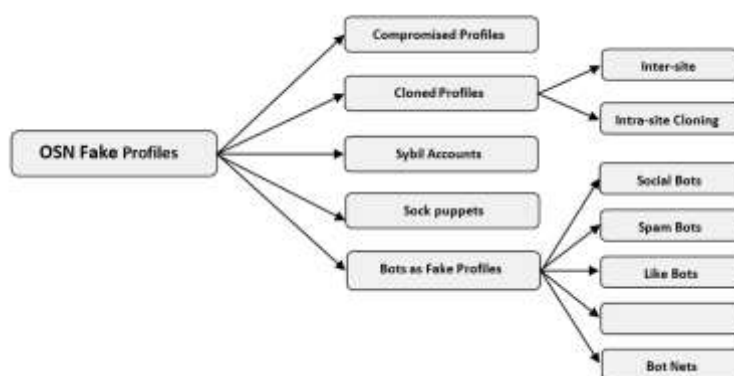 Compromised Profiles
Inter-site
Cloned Profiles
Intra-site Cloning
OSN Fake Profiles
Sybil Accounts
Social Bots
Sock puppets
Spam Bots
Bots as Fake Profiles
Like Bots
Bot Nets